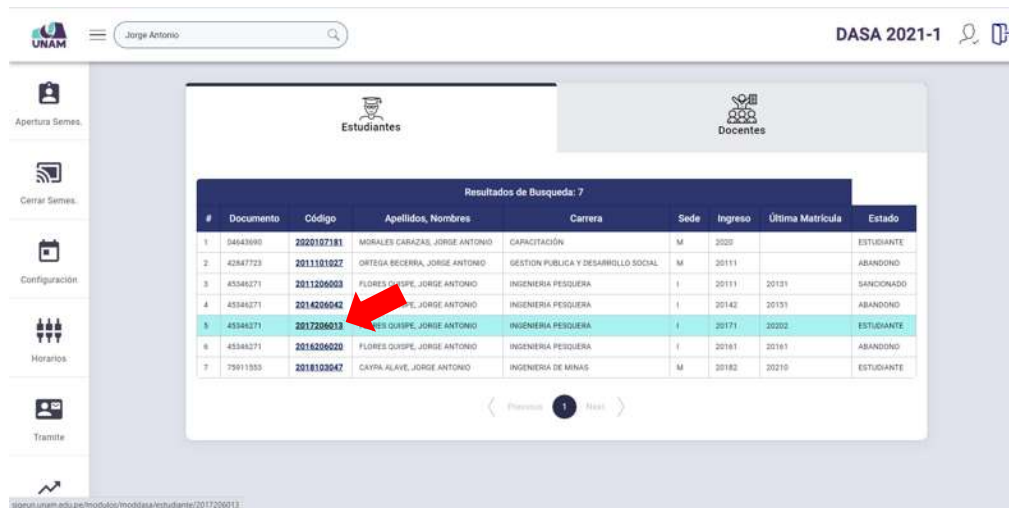 UNAM
Jorge Antonio
DASA 2021-1
Apertura Semes.
Cerrar Semes.
Configuración
Horarios
Tramite
Estudiantes
Docentes
Resultados de Busqueda: 7
# Documento Código Apellidos, Nombres Carrera Sede Ingreso Última Matrícula Estado
1 04643690 2020107181 MORALES CARAZAS, JORGE ANTONIO CAPACITACIÓN M 2020 ESTUDIANTE
2 42847723 2011101027 ORTEGA BECERRA, JORGE ANTONIO GESTION PUBLICA Y DESARROLLO SOCIAL M 20111 ABANDONO
3 45346271 2011206003 FLORES QUISPE, JORGE ANTONIO INGENIERIA PESQUERA I 20111 20131 SANCIONADO
4 45346271 2014206042 JORGE ANTONIO INGENIERIA PESQUERA I 20142 20151 ABANDONO
5 45346271 2017206013 QUISPE, JORGE ANTONIO INGENIERIA PESQUERA I 20171 20202 ESTUDIANTE
6 45346271 2016206020 FLORES QUISPE, JORGE ANTONIO INGENIERIA PESQUERA I 20161 20161 ABANDONO
7 75911553 2018103047 CAYPA ALAVE, JORGE ANTONIO INGENIERIA DE MINAS M 20182 20210 ESTUDIANTE
Previous 1 Next
sigeun.unam.edu.pe/modulos/moddasa/estudiante/2017206013